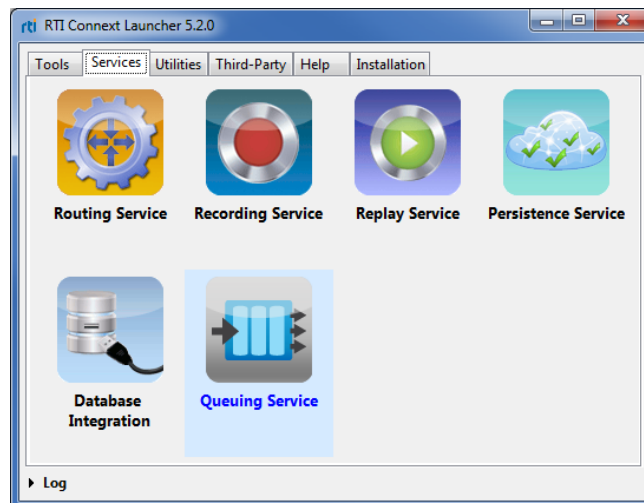 rti RTI Connext Launcher 5.2.0
Tools Services Utilities Third-Party Help Installation
Routing Service Recording Service Replay Service Persistence Service
Database Queuing Service
Integration
Log